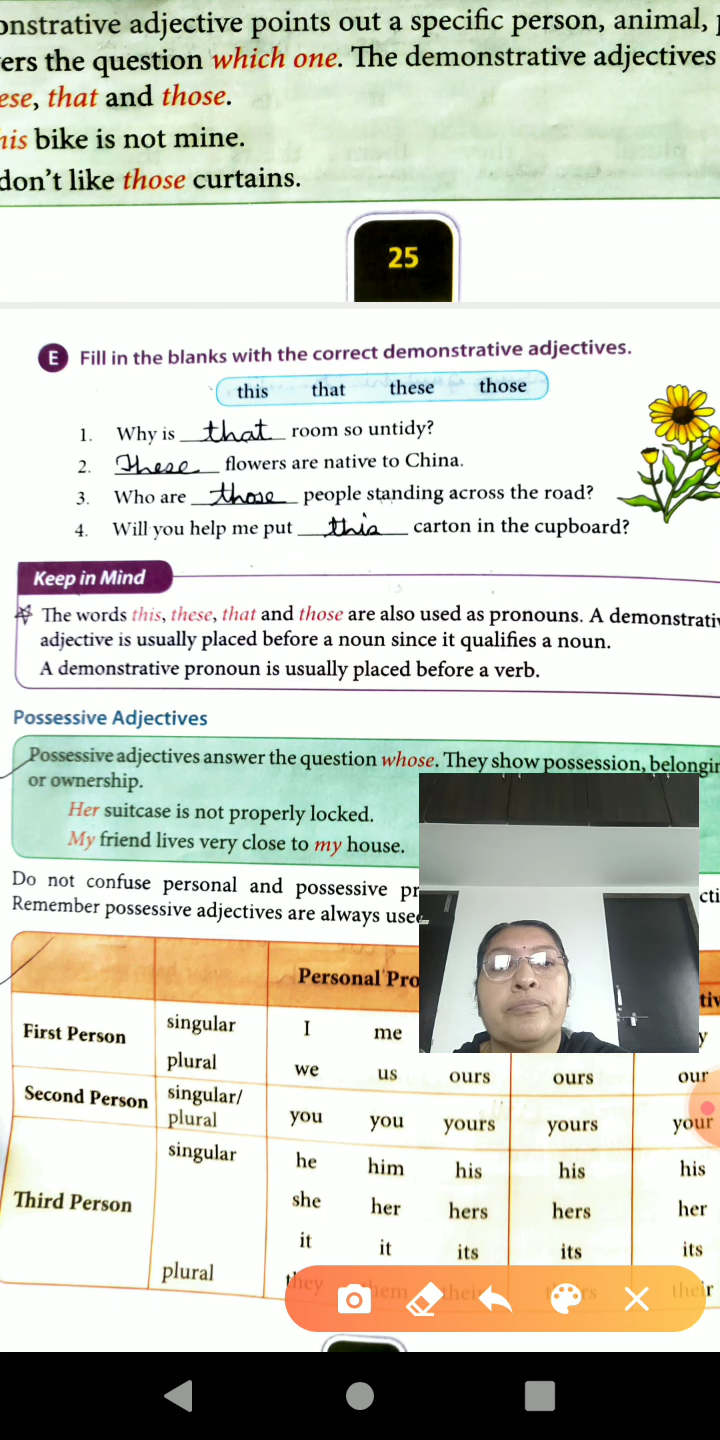 onstrative adjective points out a specific person, animal,
ers the question which one. The demonstrative adjectives
ese, that and those.
his bike is not mine.
don't like those curtains.
25
E Fill in the blanks with the correct demonstrative adjectives.
this that these those
1. Why is that room so untidy?
2. These flowers are native to China.
3. Who are those people standing across the road?
4. Will you help me put this carton in the cupboard?
Keep in Mind
The words this, these, that and those are also used as pronouns. A demonstrativ
adjective is usually placed before a noun since it qualifies a noun.
A demonstrative pronoun is usually placed before a verb.
Possessive Adjectives
Possessive adjectives answer the question whose. They show possession, belongin
or ownership.
Her suitcase is not properly locked.
My friend lives very close to my house.
Do not confuse personal and possessive pr cti
Remember possessive adjectives are always use
Personal Pro tiv
First Person singular I me y
plural we us ours ours our
Second Person singular/ plural you you yours yours your
Third Person singular he him his his his
she her hers hers her
it it its its its
plural they them their